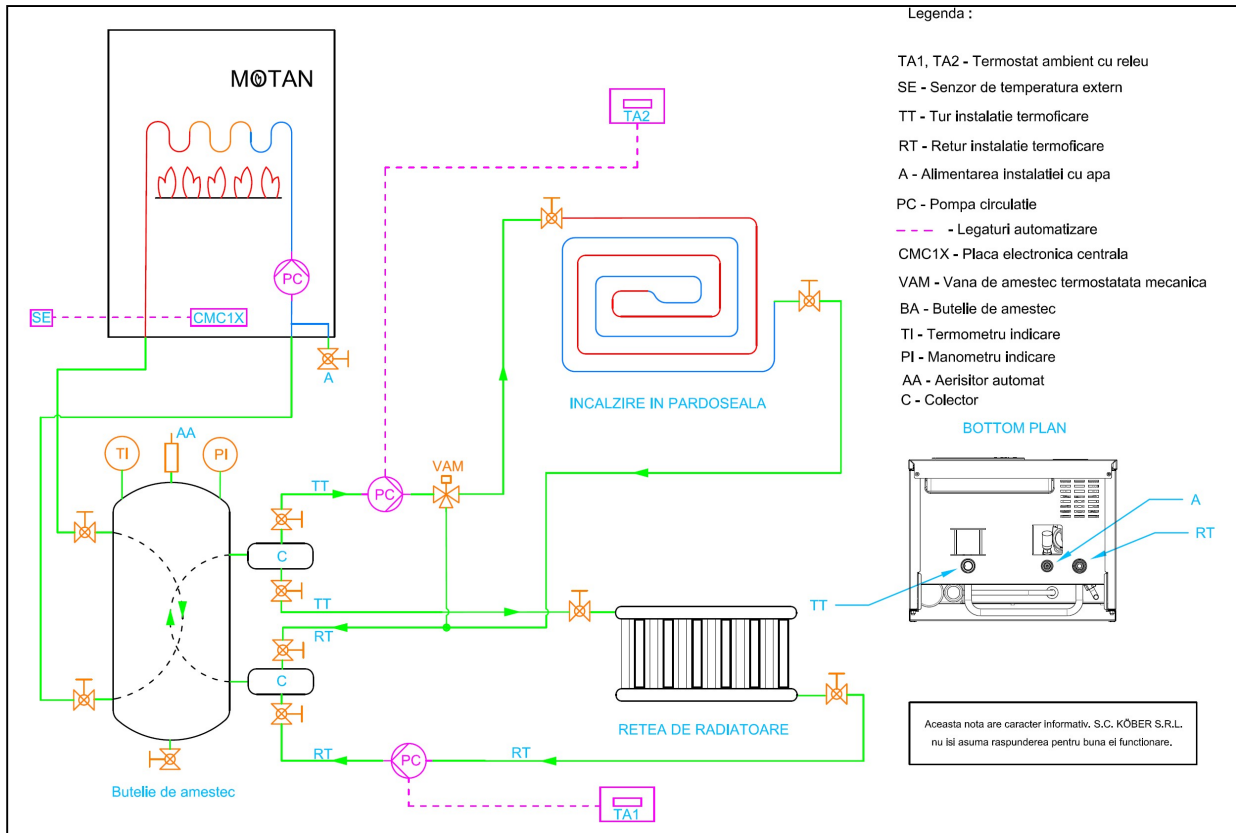 Legenda :
MOTAN
TA1, TA2 - Termostat ambient cu releu
SE - Senzor de temperatura extern
TT - Tur instalatie termoficare
RT - Retur instalatie termoficare
A - Alimentarea instalatiei cu apa
PC - Pompa circulatie
- Legaturi automatizare
CMC1X - Placa electronica centrala
VAM - Vana de amestec termostatata mecanica
BA - Butelie de amestec
TI - Termometru indicare
PI - Manometru indicare
AA - Aerisitor automat
C - Colector
TA2
PC
SE
CMC1X
A
INCALZIRE IN PARDOSEALA
BOTTOM PLAN
AA
TI
PI
VAM
TT
PC
A
RT
C
TT
TT
RT
C
RETEA DE RADIATOARE
Aceasta nota are caracter informativ. S.C. KÖBER S.R.L.
nu isi asuma raspunderea pentru buna ei functionare.
RT
PC
RT
Butelie de amestec
TA1